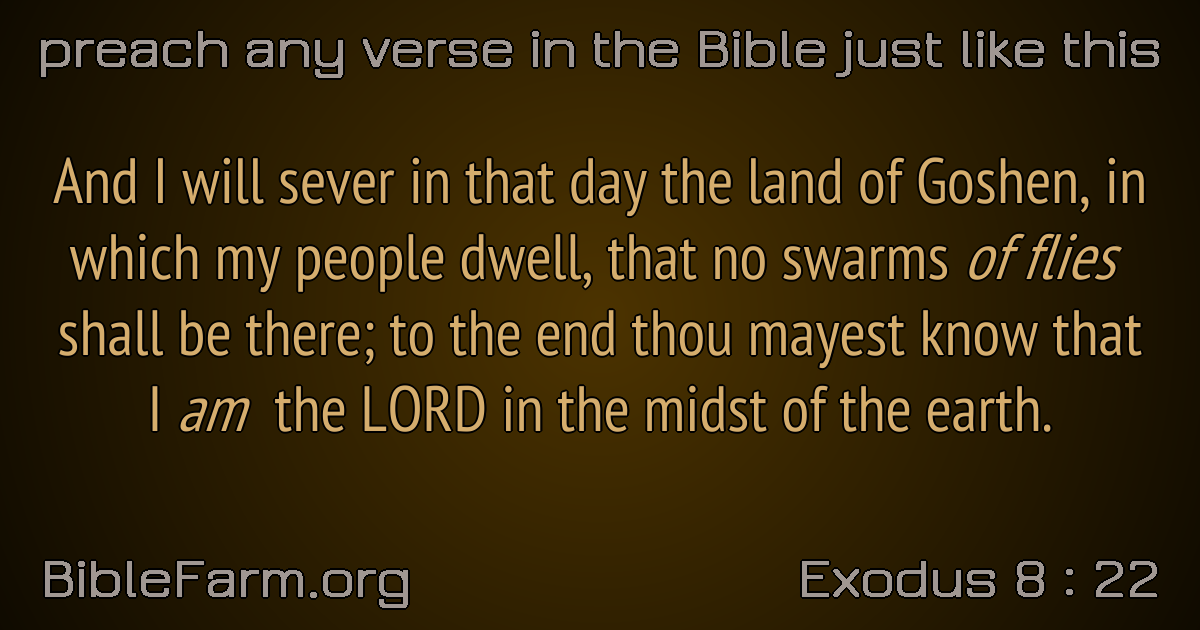 preach any verse in the Bible just like this
And I will sever in that day the land of Goshen, in
which my people dwell, that no swarms of flies
shall be there; to the end thou mayest know that
I am the LORD in the midst of the earth.
BibleFarm.org
Exodus 8 : 22